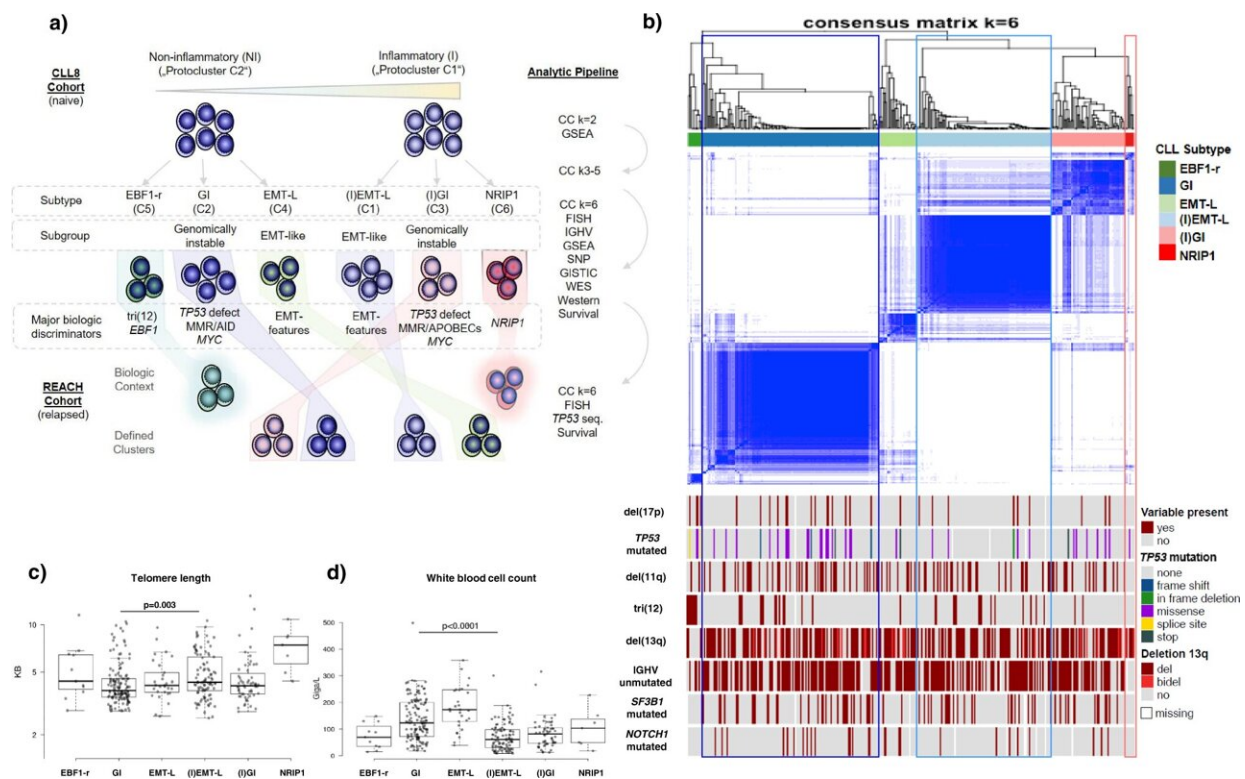 a)
Non-inflammatory (NI)
(„Protocluster C2“)
Inflammatory (I)
(„Protocluster C1“)
CLL8
Cohort
(naive)
Analytic Pipeline
CC k=2
GSEA
CC k3-5
Subtype
EBF1-r
(C5)
GI
(C2)
EMT-L
(C4)
(I)EMT-L
(C1)
(I)GI
(C3)
NRIP1
(C6)
Subgroup
Genomically
instable
EMT-like
EMT-like
Genomically
instable
CC k=6
FISH
IGHV
GSEA
SNP
GISTIC
WES
Western
Survival
Major biologic
discriminators
tri(12)
EBF1
TP53 defect
MMR/AID
MYC
EMT-
features
EMT-
features
TP53 defect
MMR/APOBECs
MYC
NRIP1
REACH
Cohort
(relapsed)
Biologic
Context
Defined
Clusters
CC k=6
FISH
TP53 seq.
Survival
b)
consensus matrix k=6
CLL Subtype
EBF1-r
GI
EMT-L
(I)EMT-L
(I)GI
NRIP1
del(17p)
TP53
mutated
del(11q)
tri(12)
del(13q)
IGHV
unmutated
SF3B1
mutated
NOTCH1
mutated
Variable present
yes
no
TP53 mutation
none
frame shift
in frame deletion
missense
splice site
stop
Deletion 13q
del
bidel
no
missing
c)
Telomere length
p=0.003
KB
10
5
2
EBF1-r GI EMT-L (I)EMT-L (I)GI NRIP1
d)
White blood cell count
p<0.0001
Giga/L
500
400
300
200
100
0
EBF1-r GI EMT-L (I)EMT-L (I)GI NRIP1